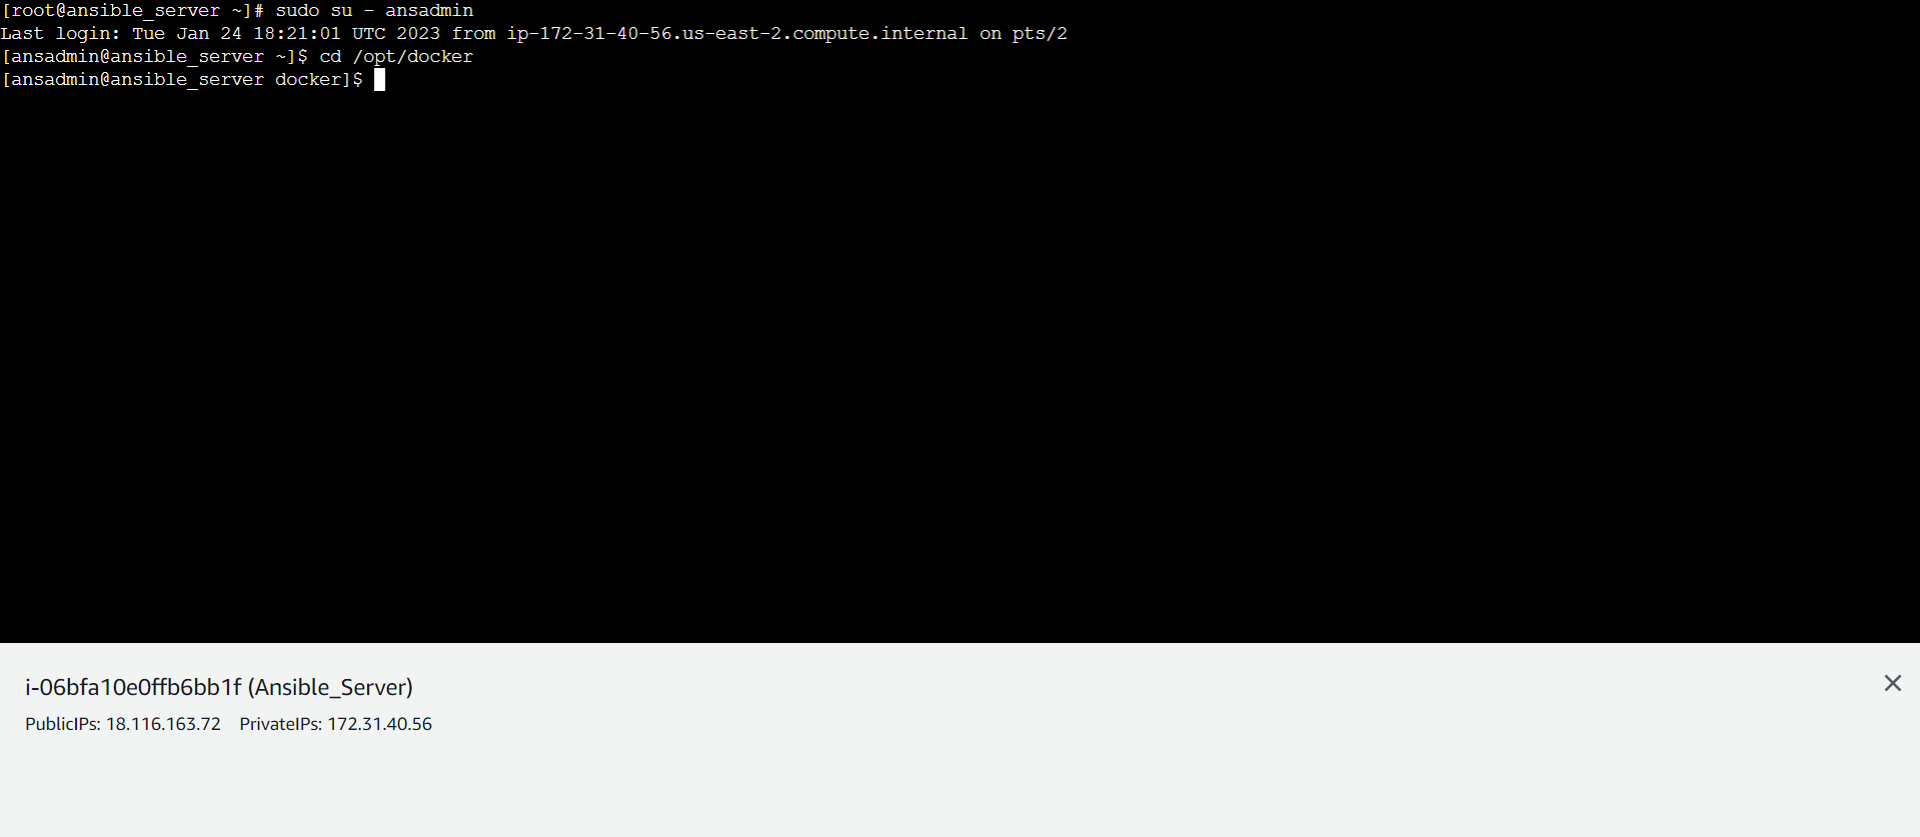 [root@ansible_server ~]# sudo su - ansadmin
Last login: Tue Jan 24 18:21:01 UTC 2023 from ip-172-31-40-56.us-east-2.compute.internal on pts/2
[ansadmin@ansible_server ~]$ cd /opt/docker
[ansadmin@ansible_server docker]$
i-06bfa10e0ffb6bb1f (Ansible_Server)
PublicIPs: 18.116.163.72 PrivateIPs: 172.31.40.56